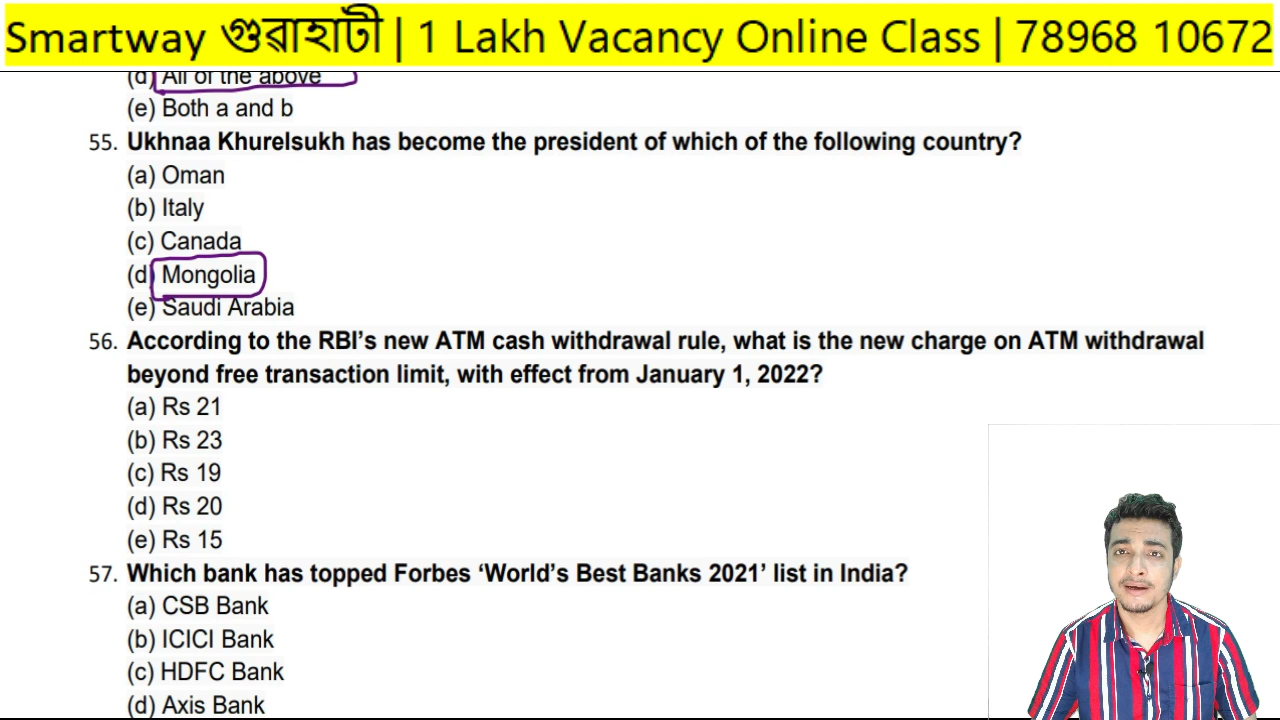 Smartway গুৱাহাটী | 1 Lakh Vacancy Online Class | 78968 10672
(d) All of the above
(e) Both a and b
55. Ukhnaa Khurelsukh has become the president of which of the following country?
(a) Oman
(b) Italy
(c) Canada
(d) Mongolia
(e) Saudi Arabia
56. According to the RBI’s new ATM cash withdrawal rule, what is the new charge on ATM withdrawal
beyond free transaction limit, with effect from January 1, 2022?
(a) Rs 21
(b) Rs 23
(c) Rs 19
(d) Rs 20
(e) Rs 15
57. Which bank has topped Forbes ‘World’s Best Banks 2021’ list in India?
(a) CSB Bank
(b) ICICI Bank
(c) HDFC Bank
(d) Axis Bank